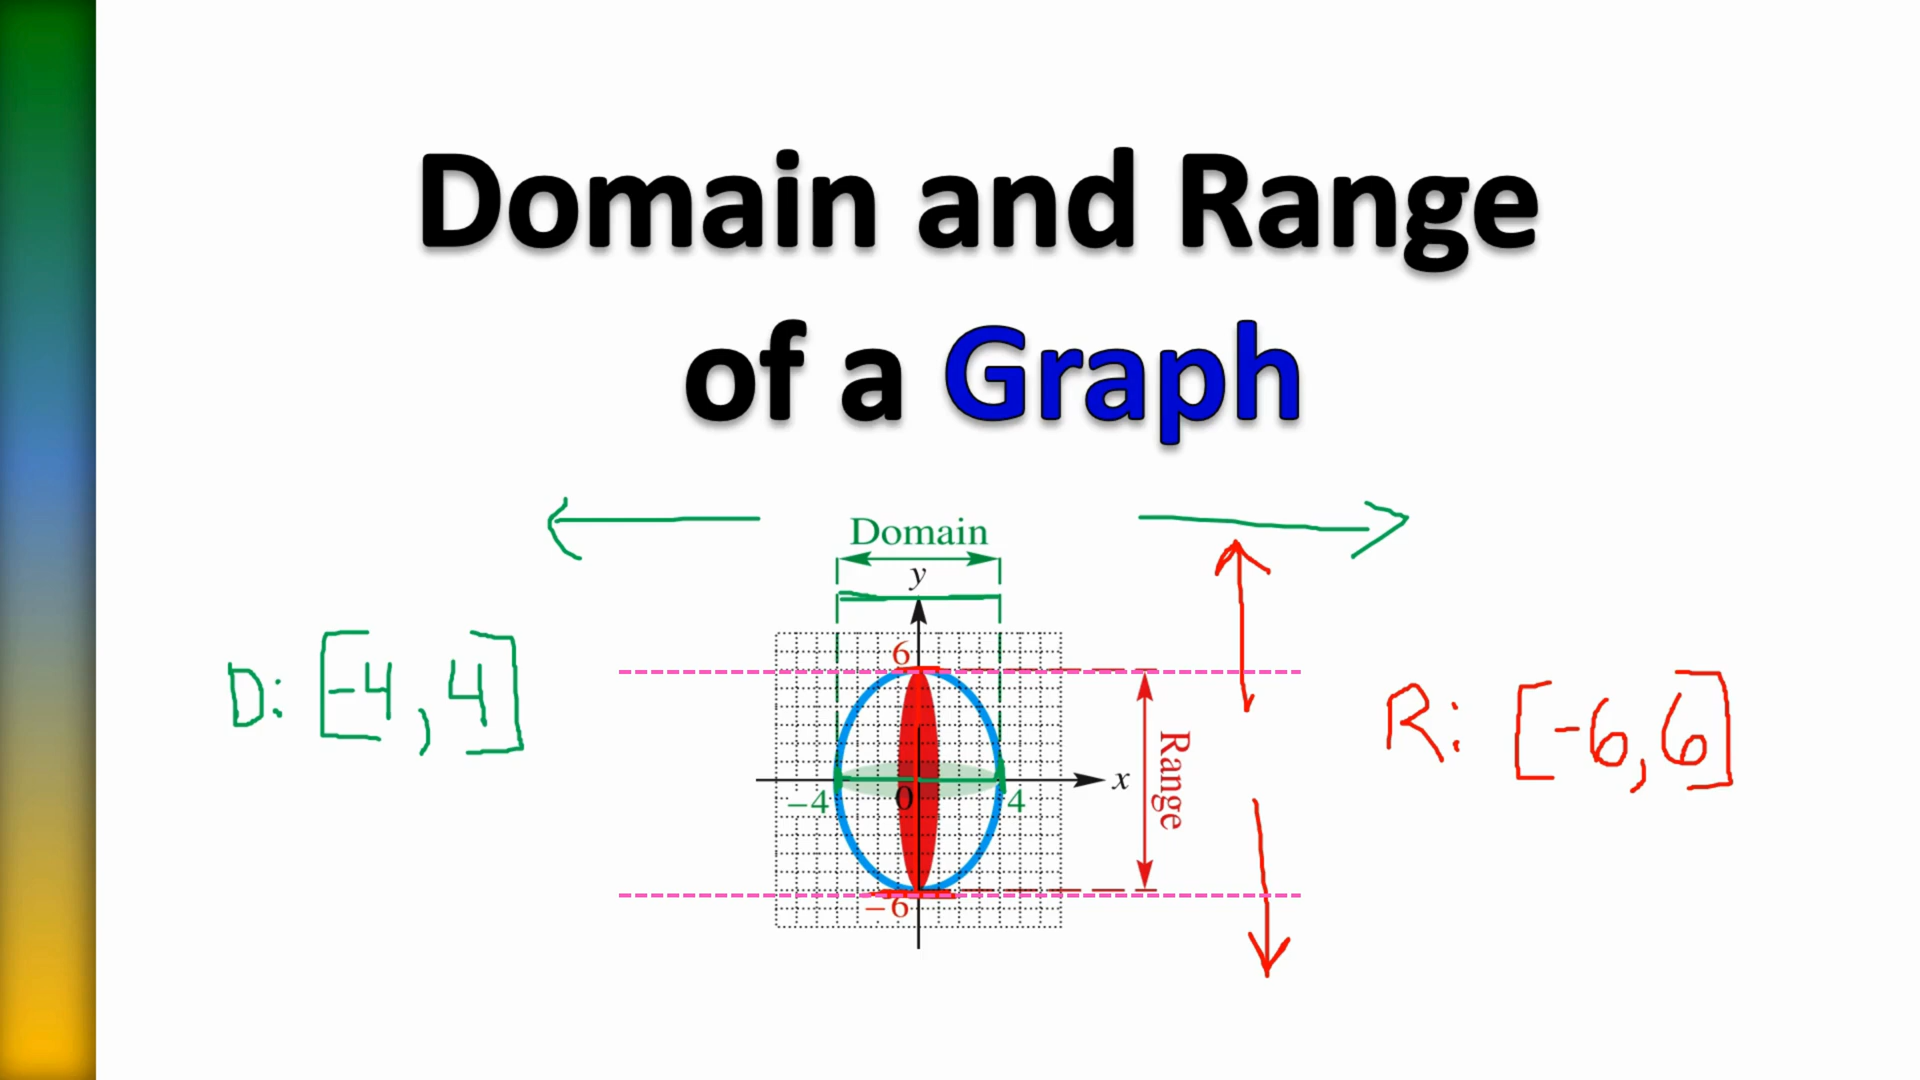 Domain and Range
of a Graph
Domain
y
6
D: [-4, 4]
R: [-6, 6]
Range
x
−4
0
4
−6